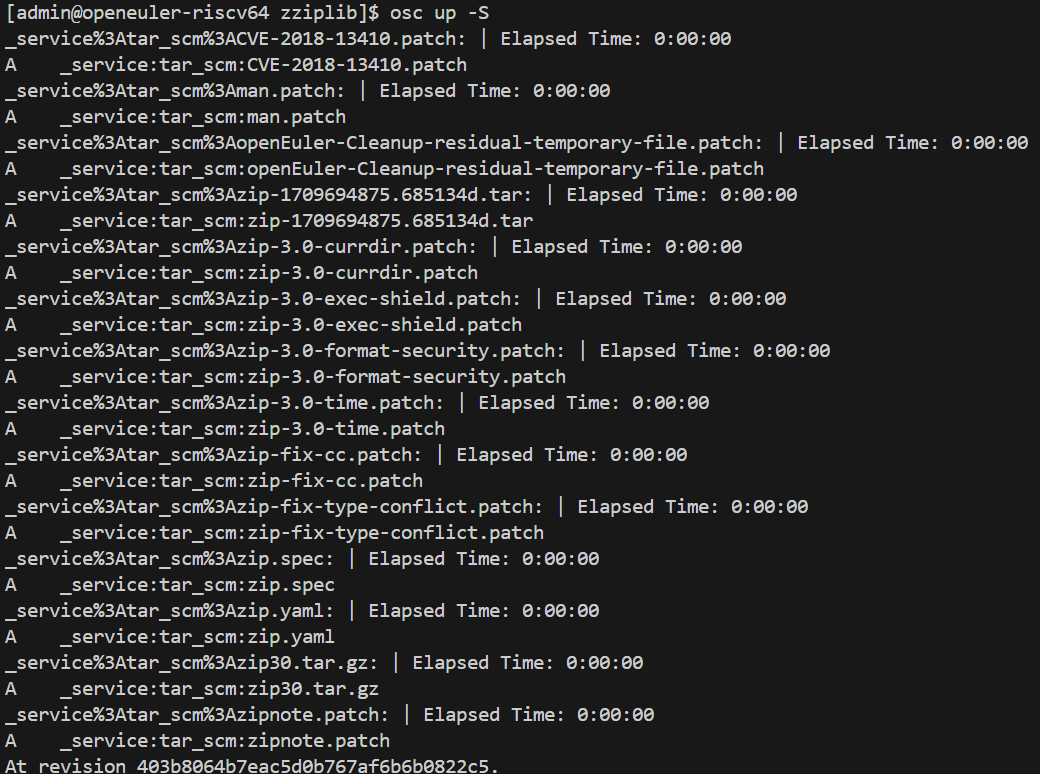 [admin@openeuler-riscv64 zziplib]$ osc up -S
_service%3Atar_scm%3ACVE-2018-13410.patch: | Elapsed Time: 0:00:00
A    _service:tar_scm:CVE-2018-13410.patch
_service%3Atar_scm%3Aman.patch: | Elapsed Time: 0:00:00
A    _service:tar_scm:man.patch
_service%3Atar_scm%3AopenEuler-Cleanup-residual-temporary-file.patch: | Elapsed Time: 0:00:00
A    _service:tar_scm:openEuler-Cleanup-residual-temporary-file.patch
_service%3Atar_scm%3Azip-1709694875.685134d.tar: | Elapsed Time: 0:00:00
A    _service:tar_scm:zip-1709694875.685134d.tar
_service%3Atar_scm%3Azip-3.0-currdir.patch: | Elapsed Time: 0:00:00
A    _service:tar_scm:zip-3.0-currdir.patch
_service%3Atar_scm%3Azip-3.0-exec-shield.patch: | Elapsed Time: 0:00:00
A    _service:tar_scm:zip-3.0-exec-shield.patch
_service%3Atar_scm%3Azip-3.0-format-security.patch: | Elapsed Time: 0:00:00
A    _service:tar_scm:zip-3.0-format-security.patch
_service%3Atar_scm%3Azip-3.0-time.patch: | Elapsed Time: 0:00:00
A    _service:tar_scm:zip-3.0-time.patch
_service%3Atar_scm%3Azip-fix-cc.patch: | Elapsed Time: 0:00:00
A    _service:tar_scm:zip-fix-cc.patch
_service%3Atar_scm%3Azip-fix-type-conflict.patch: | Elapsed Time: 0:00:00
A    _service:tar_scm:zip-fix-type-conflict.patch
_service%3Atar_scm%3Azip.spec: | Elapsed Time: 0:00:00
A    _service:tar_scm:zip.spec
_service%3Atar_scm%3Azip.yaml: | Elapsed Time: 0:00:00
A    _service:tar_scm:zip.yaml
_service%3Atar_scm%3Azip30.tar.gz: | Elapsed Time: 0:00:00
A    _service:tar_scm:zip30.tar.gz
_service%3Atar_scm%3Azipnote.patch: | Elapsed Time: 0:00:00
A    _service:tar_scm:zipnote.patch
At revision 403b8064b7eac5d0b767af6b6b0822c5.